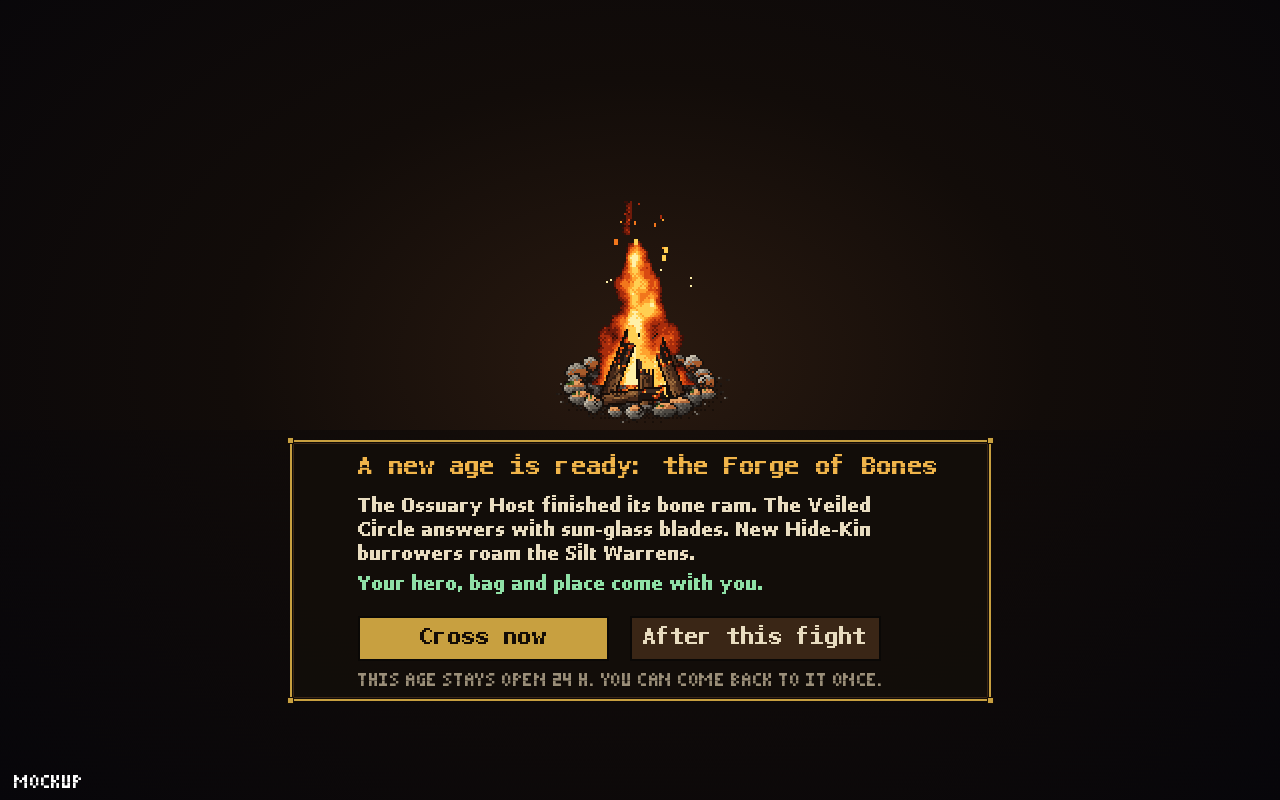 A new age is ready: the Forge of Bones
The Ossuary Host finished its bone ram. The Veiled
Circle answers with sun-glass blades. New Hide-Kin
burrowers roam the Silt Warrens.
Your hero, bag and place come with you.
Cross now
After this fight
THIS AGE STAYS OPEN 24 H. YOU CAN COME BACK TO IT ONCE.
MOCKUP